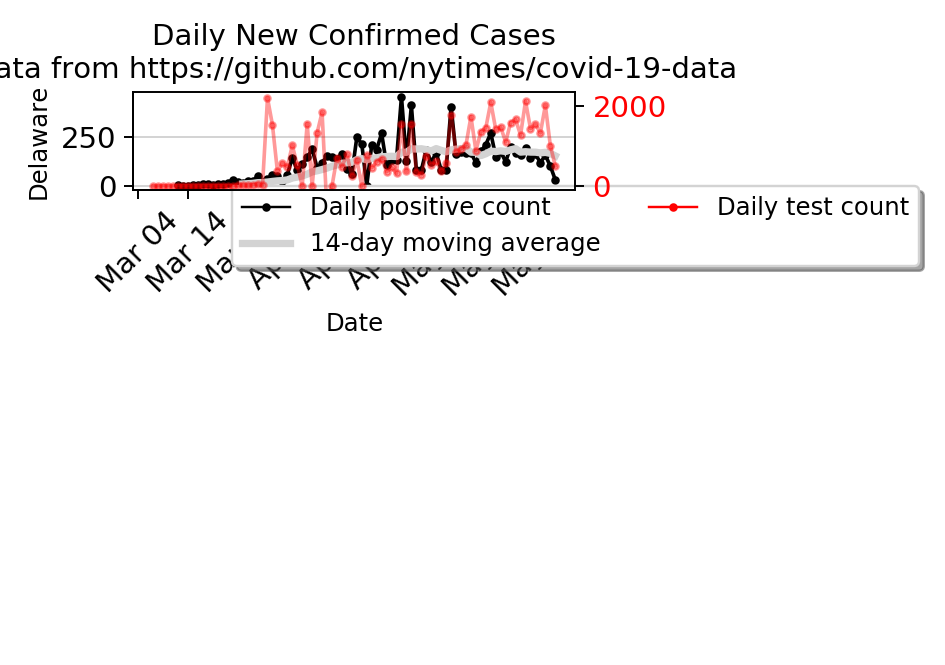 Daily New Confirmed Cases
ata from https://github.com/nytimes/covid-19-data
Delaware
250
0
2000
0
Mar 04
Mar 14
Daily positive count
14-day moving average
Daily test count
Date